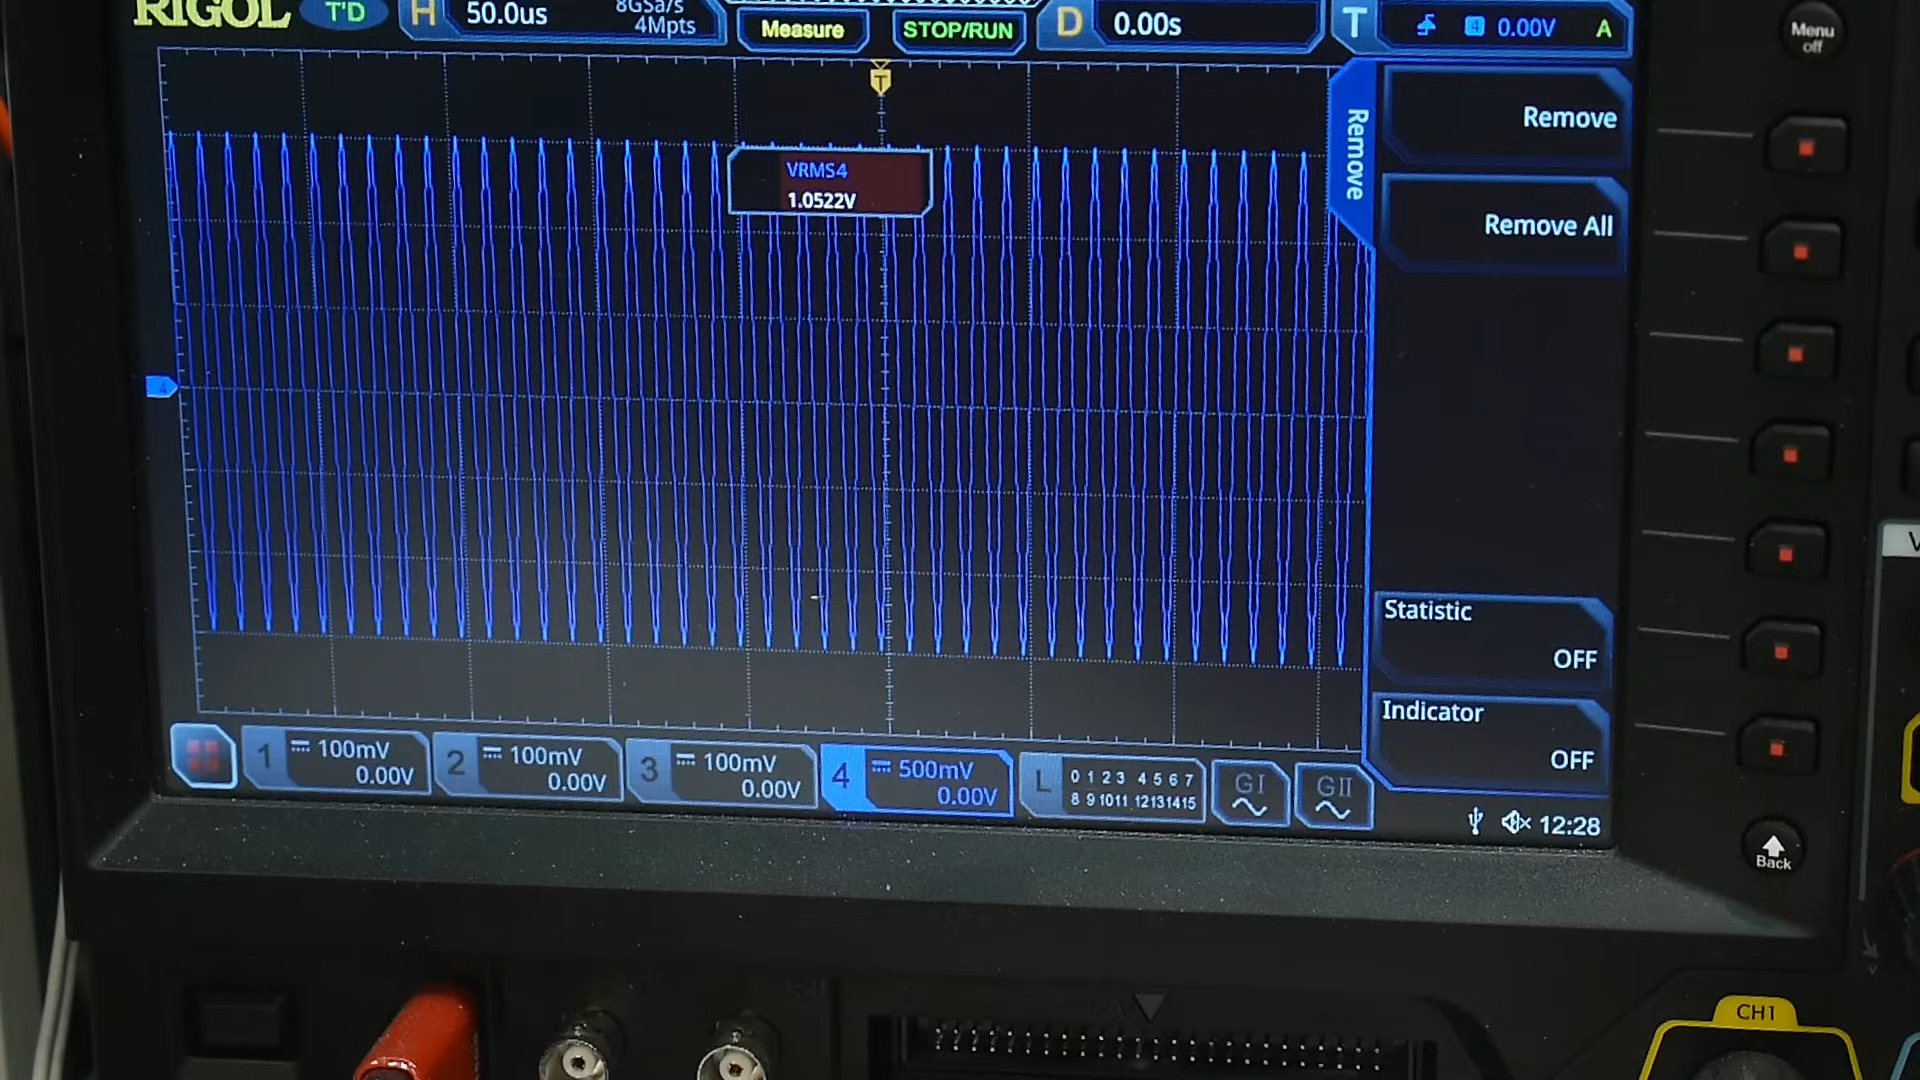 RIGOL T'D H 50.0us 8GSa/s 4Mpts Measure STOP/RUN D 0.00s T 4 0.00V A
Menu off
T
Remove
Remove
Remove All
VRMS4
1.0522V
4
Statistic
OFF
Indicator
OFF
1 100mV 0.00V
2 100mV 0.00V
3 100mV 0.00V
4 500mV 0.00V
L 0 1 2 3 4 5 6 7
8 9 10 11 12 13 14 15
GI
GII
12:28
Back
CH1